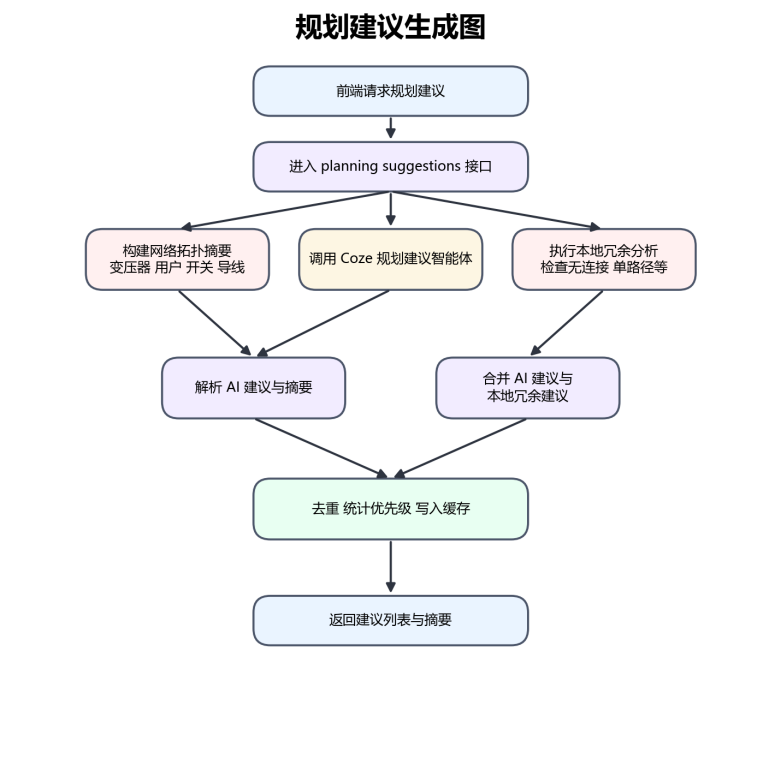 规划建议生成图
前端请求规划建议
进入 planning suggestions 接口
构建网络拓扑摘要
变压器 用户 开关 导线
调用 Coze 规划建议智能体
执行本地冗余分析
检查无连接 单路径等
解析 AI 建议与摘要
合并 AI 建议与
本地冗余建议
去重 统计优先级 写入缓存
返回建议列表与摘要